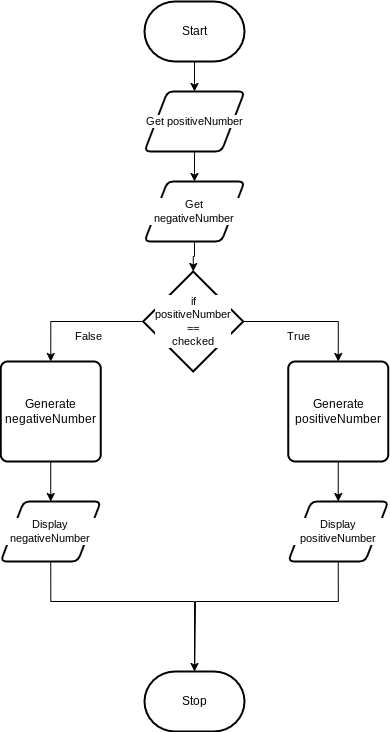 Start
Get positiveNumber
Get
negativeNumber
if
positiveNumber
==
checked
False
True
Generate
negativeNumber
Generate
positiveNumber
Display
negativeNumber
Display
positiveNumber
Stop